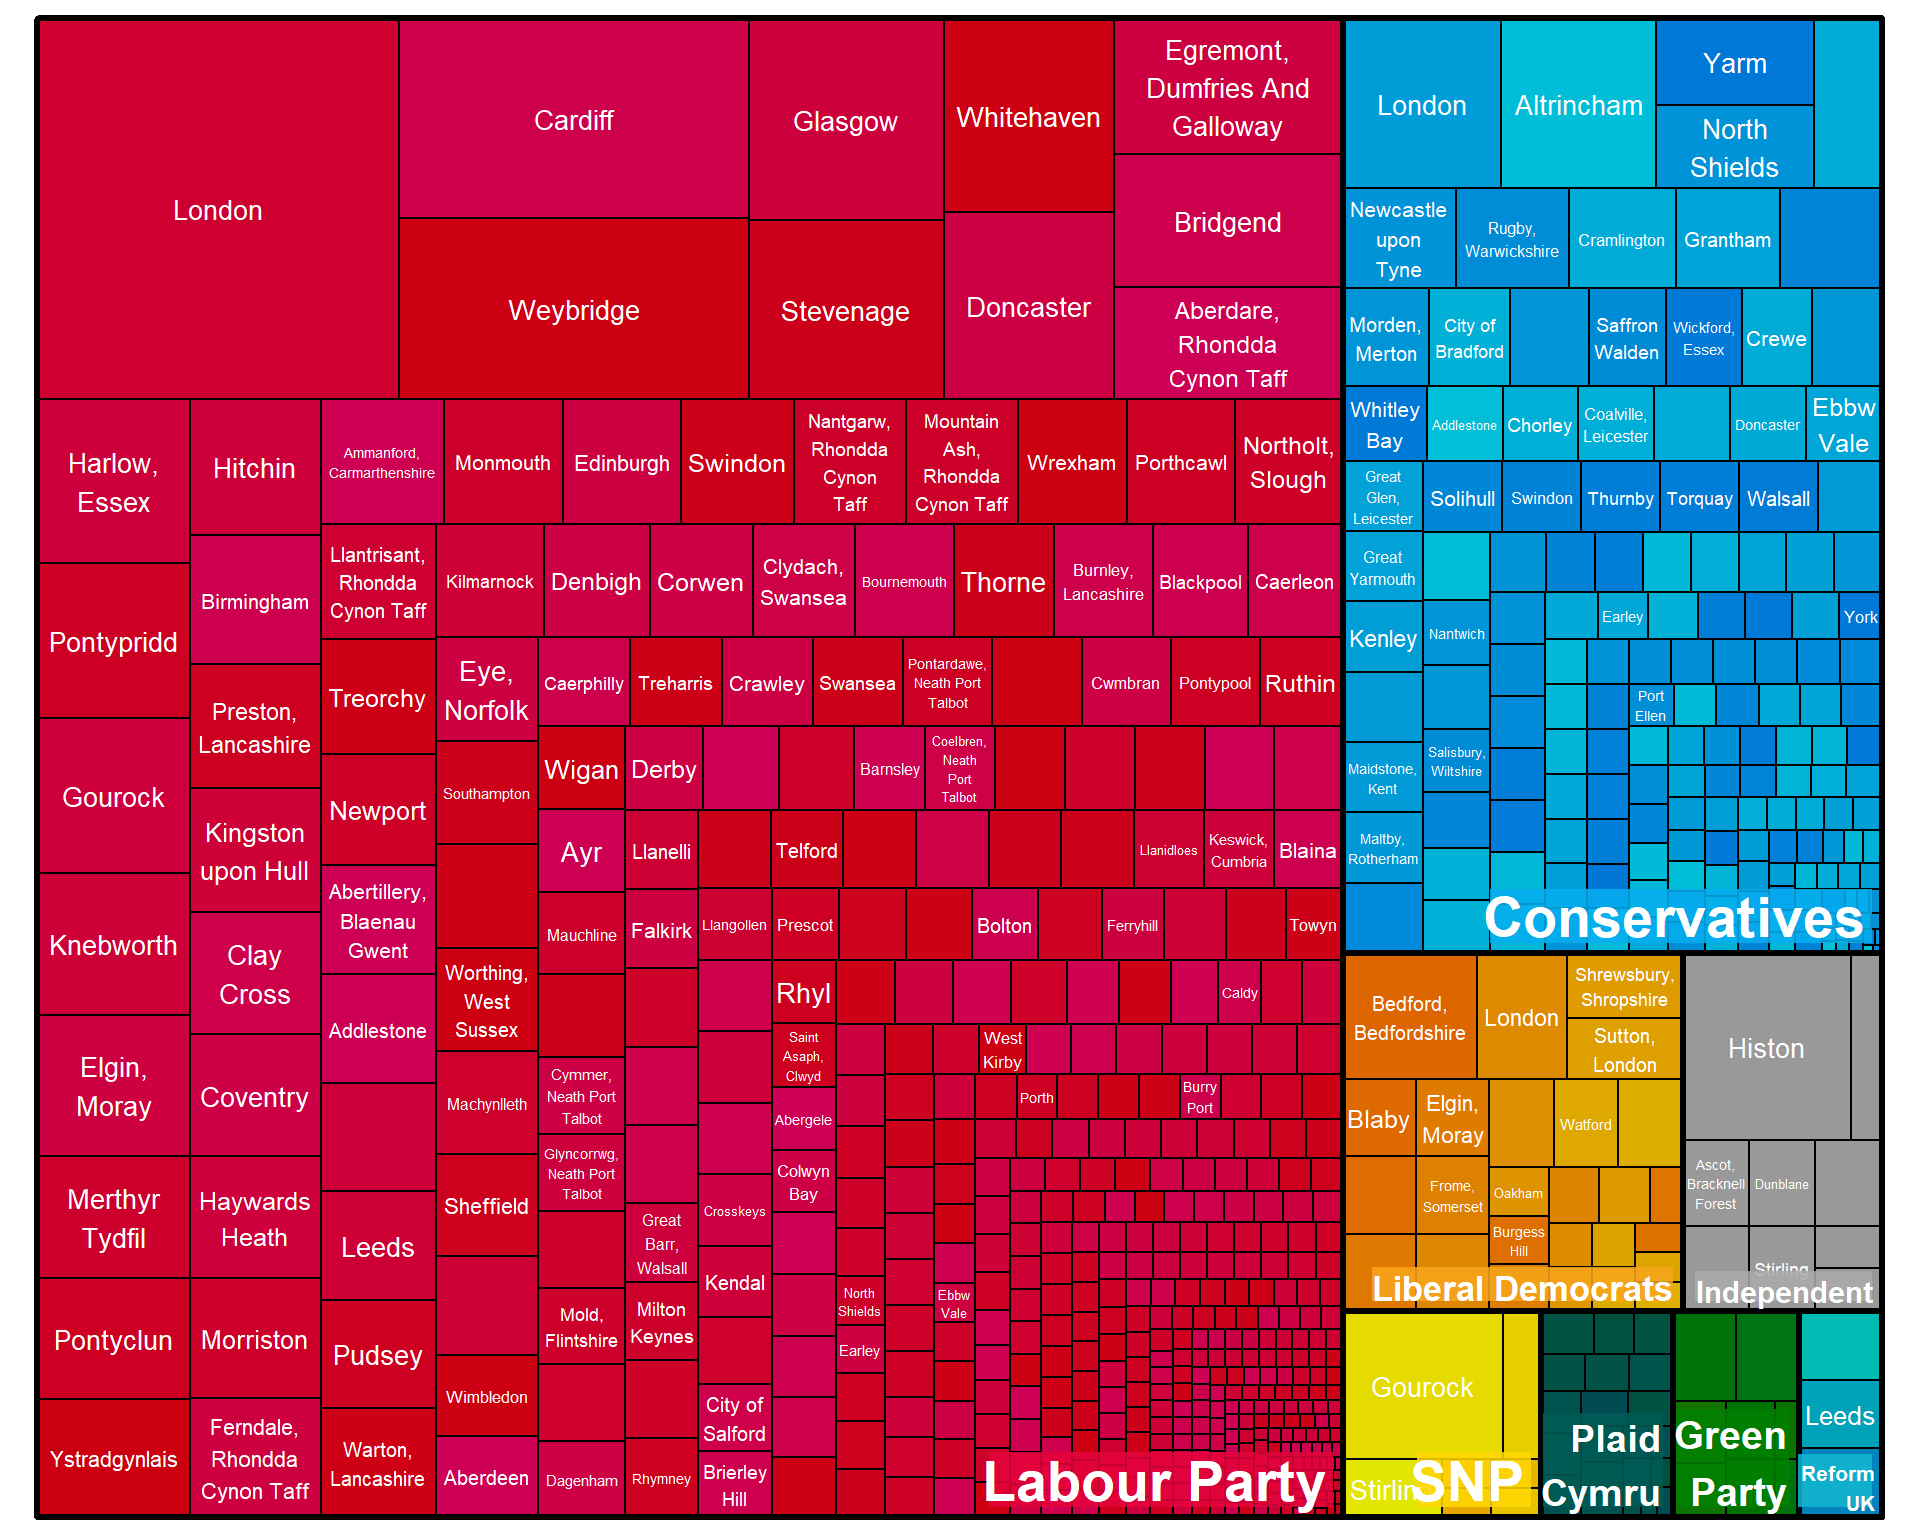 London
Cardiff
Weybridge
Glasgow
Stevenage
Whitehaven
Doncaster
Egremont,
Dumfries And
Galloway
Bridgend
Aberdare,
Rhondda
Cynon Taff
Harlow,
Essex
Pontypridd
Gourock
Knebworth
Elgin,
Moray
Merthyr
Tydfil
Pontyclun
Ystradgynlais
Hitchin
Birmingham
Preston,
Lancashire
Kingston
upon Hull
Clay
Cross
Coventry
Haywards
Heath
Morriston
Ferndale,
Rhondda
Cynon Taff
Ammanford,
Carmarthenshire
Monmouth
Edinburgh
Swindon
Nantgarw,
Rhondda
Cynon
Taff
Mountain
Ash,
Rhondda
Cynon Taff
Wrexham
Porthcawl
Northolt,
Slough
Llantrisant,
Rhondda
Cynon Taff
Treorchy
Newport
Abertillery,
Blaenau
Gwent
Addlestone
Leeds
Pudsey
Warton,
Lancashire
Kilmarnock
Denbigh
Corwen
Clydach,
Swansea
Bournemouth
Thorne
Burnley,
Lancashire
Blackpool
Caerleon
Eye,
Norfolk
Southampton
Worthing,
West
Sussex
Machynlleth
Sheffield
Wimbledon
Aberdeen
Caerphilly
Treharris
Crawley
Swansea
Pontardawe,
Neath Port
Talbot
Cwmbran
Pontypool
Ruthin
Wigan
Ayr
Mauchline
Cymmer,
Neath Port
Talbot
Glyncorrwg,
Neath Port
Talbot
Mold,
Flintshire
Dagenham
Derby
Barnsley
Coelbren,
Neath
Port
Talbot
Llanelli
Falkirk
Great
Barr,
Walsall
Milton
Keynes
Rhymney
Telford
Llanidloes
Keswick,
Cumbria
Blaina
Llangollen
Crosskeys
Kendal
City of
Salford
Brierley
Hill
Prescot
Bolton
Ferryhill
Towyn
Rhyl
Saint
Asaph,
Clwyd
Abergele
Colwyn
Bay
Caldy
West
Kirby
North
Shields
Earley
Ebbw
Vale
Porth
Burry
Port
Labour Party
London
Altrincham
Yarm
North
Shields
Newcastle
upon
Tyne
Rugby,
Warwickshire
Cramlington
Grantham
Morden,
Merton
City of
Bradford
Saffron
Walden
Wickford,
Essex
Crewe
Whitley
Bay
Addlestone
Chorley
Coalville,
Leicester
Doncaster
Ebbw
Vale
Great
Glen,
Leicester
Solihull
Swindon
Thurnby
Torquay
Walsall
Great
Yarmouth
Kenley
Maidstone,
Kent
Maltby,
Rotherham
Nantwich
Salisbury,
Wiltshire
Earley
York
Port
Ellen
Conservatives
Bedford,
Bedfordshire
London
Shrewsbury,
Shropshire
Sutton,
London
Blaby
Elgin,
Moray
Watford
Frome,
Somerset
Oakham
Burgess
Hill
Liberal Democrats
Histon
Ascot,
Bracknell
Forest
Dunblane
Stirling
Independent
Gourock
Stirlin
SNP
Plaid
Cymru
Green
Party
Leeds
Reform
UK